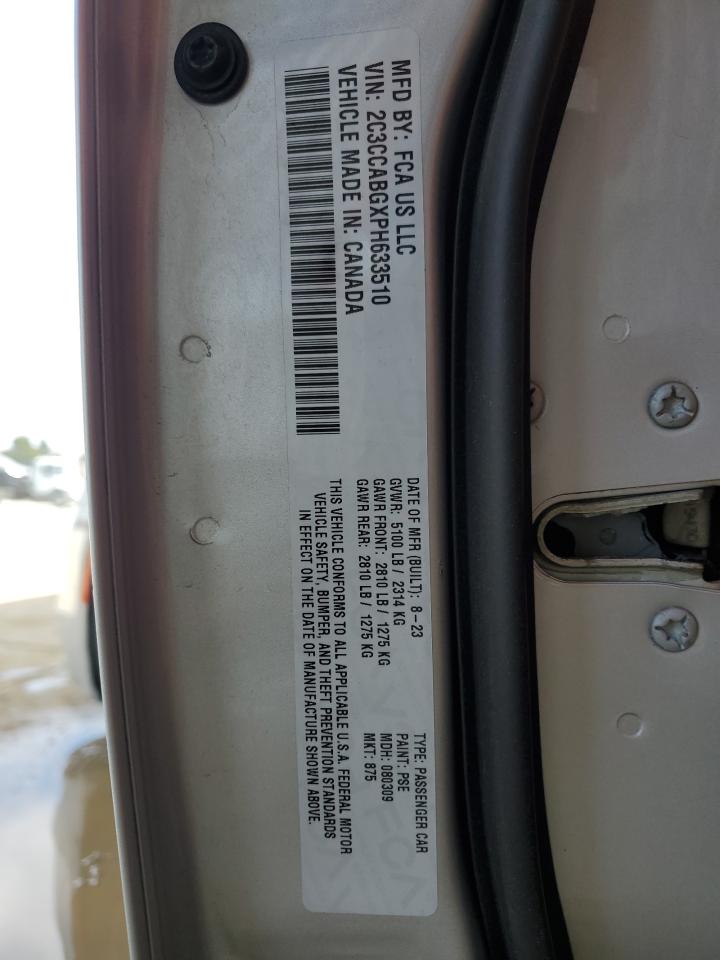 MFD BY: FCA US LLC
VIN: 2C3CCABGXPH633510
VEHICLE MADE IN: CANADA
DATE OF MFR (BUILT): 8-23
GVWR: 5100 LB / 2314 KG
GAWR FRONT: 2810 LB / 1275 KG
GAWR REAR: 2810 LB / 1275 KG
TYPE: PASSENGER CAR
PAINT: PSE
MDH: 080309
MKT: 875
THIS VEHICLE CONFORMS TO ALL APPLICABLE U.S.A. FEDERAL MOTOR
VEHICLE SAFETY, BUMPER, AND THEFT PREVENTION STANDARDS
IN EFFECT ON THE DATE OF MANUFACTURE SHOWN ABOVE.
FCA